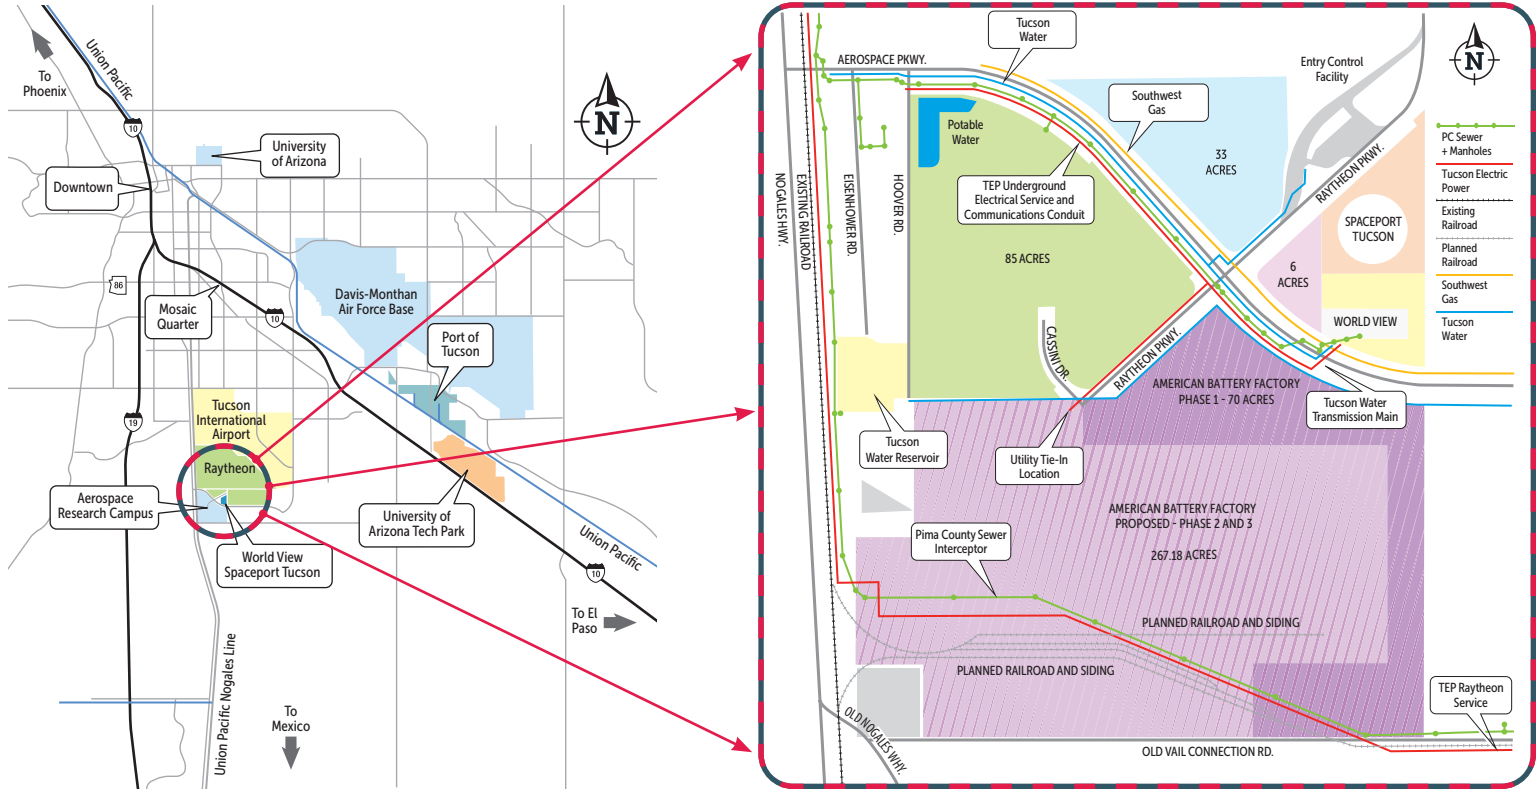 To
Phoenix
Union Pacific
10
N
University
of Arizona
Downtown
86
Mosaic
Quarter
10
Davis-Monthan
Air Force Base
Port of
Tucson
19
Tucson
International
Airport
Raytheon
Aerospace
Research Campus
University of
Arizona Tech Park
World View
Spaceport Tucson
Union Pacific
10
To El
Paso
Union Pacific Nogales Line
To
Mexico
AEROSPACE PKWY.
Tucson
Water
Entry Control
Facility
N
Southwest
Gas
Potable
Water
33
ACRES
PC Sewer
+ Manholes
Tucson Electric
Power
Existing
Railroad
Planned
Railroad
Southwest
Gas
Tucson
Water
NOGALES HWY.
EXISTING RAILROAD
EISENHOWER RD.
HOOVER RD.
TEP Underground
Electrical Service and
Communications Conduit
RAYTHEON PKWY.
SPACEPORT
TUCSON
85 ACRES
6
ACRES
WORLD VIEW
CASSINI DR.
RAYTHEON PKWY.
AMERICAN BATTERY FACTORY
PHASE 1 - 70 ACRES
Tucson Water
Transmission Main
Tucson
Water Reservoir
Utility Tie-In
Location
AMERICAN BATTERY FACTORY
PROPOSED - PHASE 2 AND 3
267.18 ACRES
Pima County Sewer
Interceptor
PLANNED RAILROAD AND SIDING
PLANNED RAILROAD AND SIDING
TEP Raytheon
Service
OLD NOGALES WHY.
OLD VAIL CONNECTION RD.